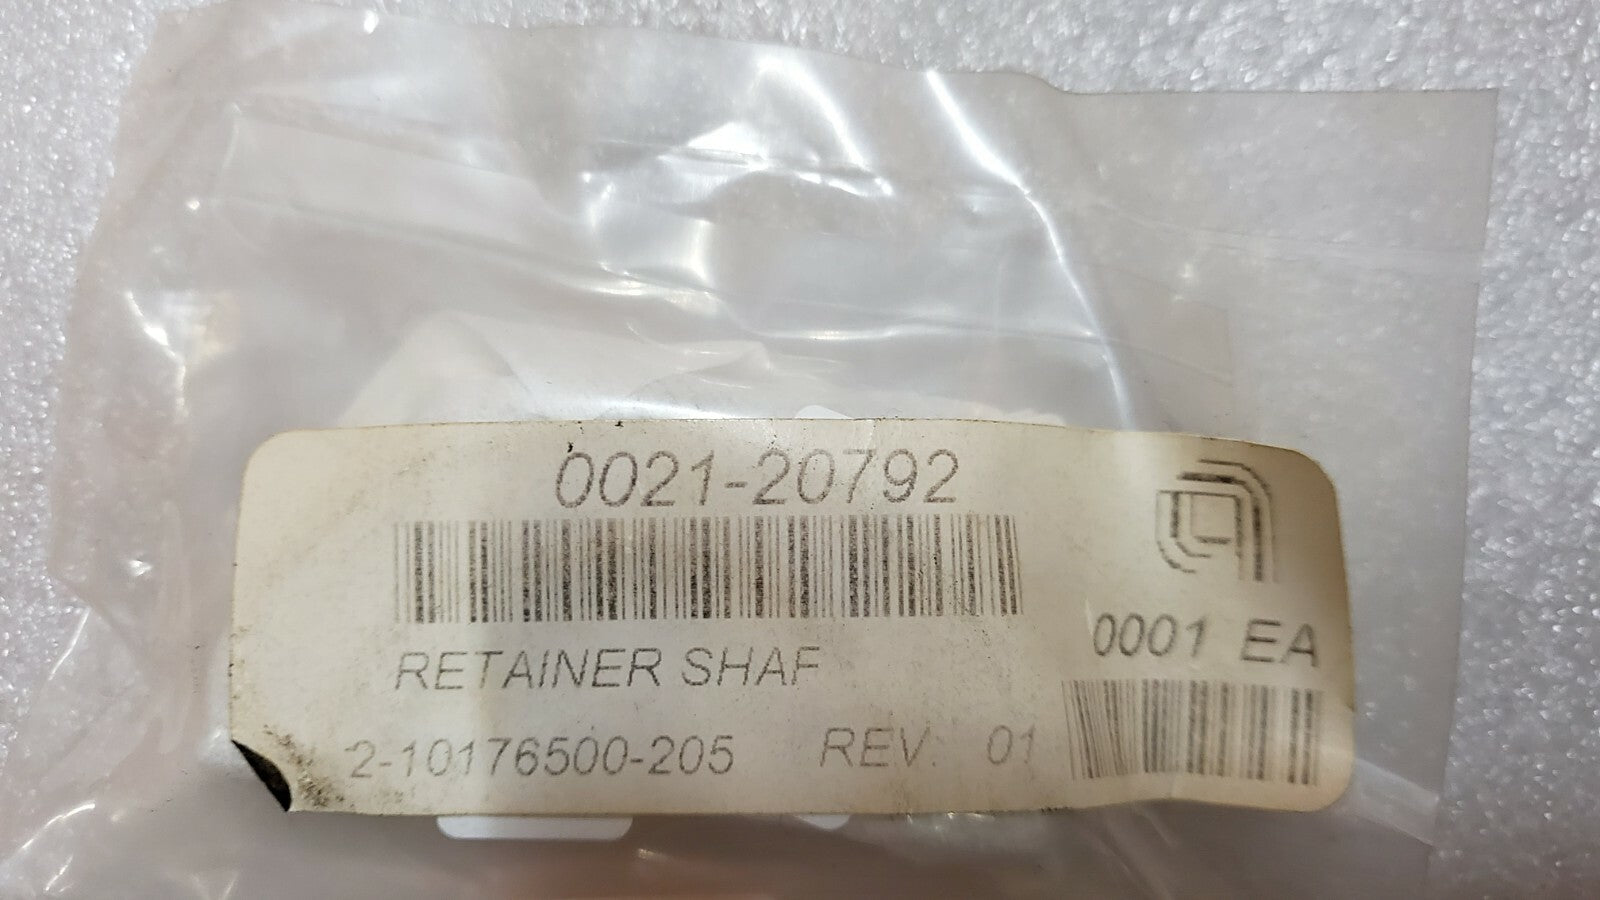 0021-20792
RETAINER SHAF
0001 EA
2-10176500-205 REV: 01